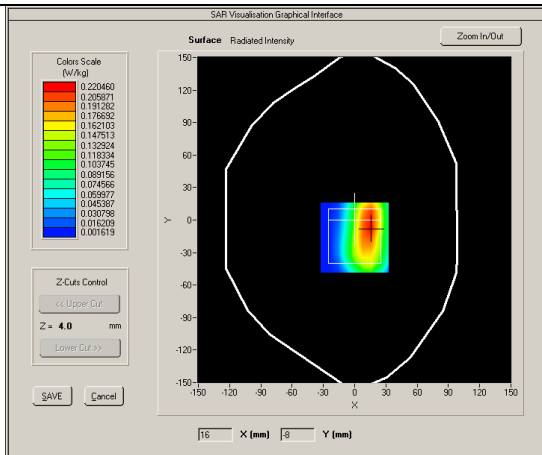 SAR Visualisation Graphical Interface
Surface Radiated Intensity
Zoom In/Out
Colors Scale
(W/kg)
0.220460
0.205871
0.191282
0.176692
0.162103
0.147513
0.132924
0.118334
0.103745
0.089156
0.074566
0.059977
0.045387
0.030798
0.016209
0.001619
Z-Cuts Control
<< Upper Cut
Z = 4.0 mm
Lower Cut >>
SAVE Cancel
150
120
90
60
30
0
-30
-60
-90
-120
-150
Y
-150 -120 -90 -60 -30 0 30 60 90 120 150
X
16 X (mm) -8 Y (mm)